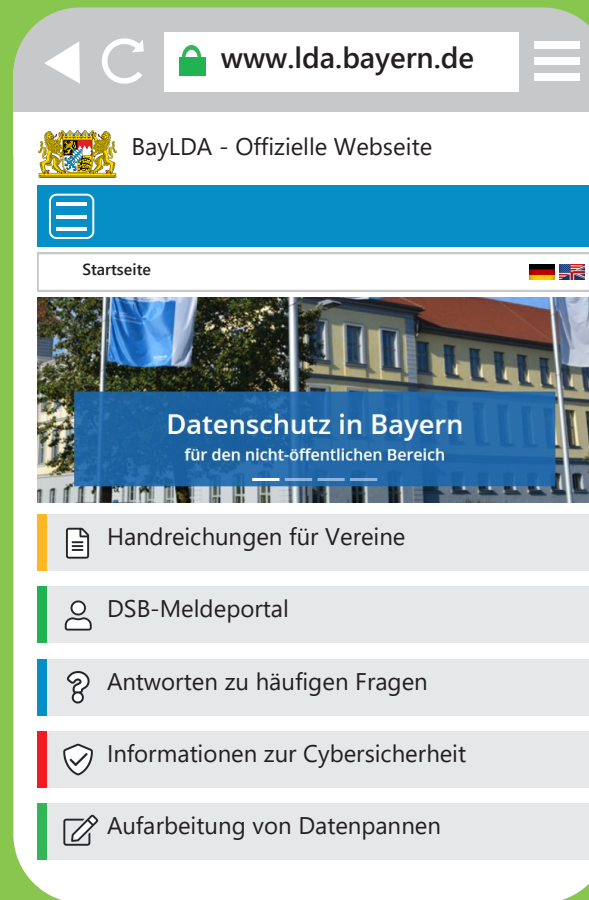 www.lda.bayern.de
BayLDA - Offizielle Webseite
Startseite
Datenschutz in Bayern
für den nicht-öffentlichen Bereich
Handreichungen für Vereine
DSB-Meldeportal
Antworten zu häufigen Fragen
Informationen zur Cybersicherheit
Aufarbeitung von Datenpannen